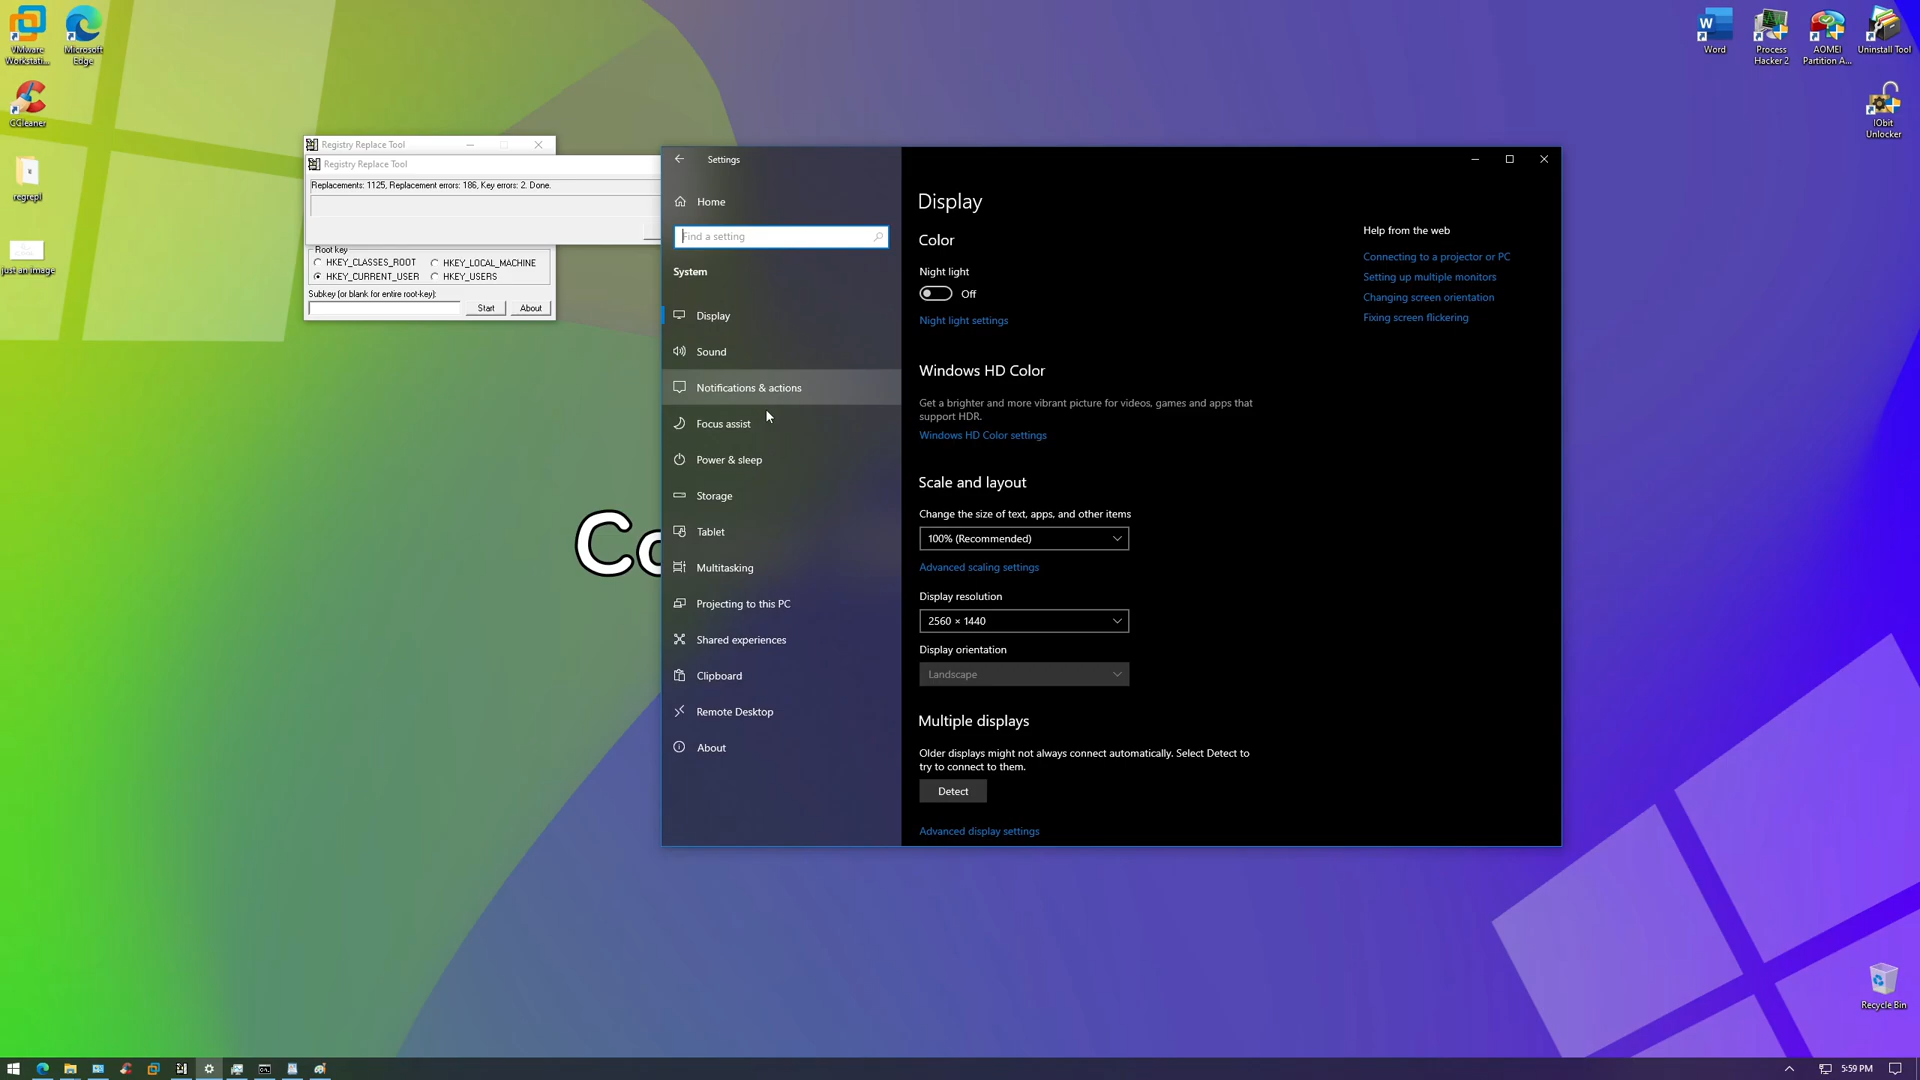 VMware
Workstati...
Microsoft
Edge
CCleaner
regrepl
just an image
Word
Process
Hacker 2
AOMEI
Partition A...
Uninstall Tool
IObit
Unlocker
Recycle Bin
Registry Replace Tool
Registry Replace Tool
Replacements: 1125, Replacement errors: 186, Key errors: 2. Done.
Root key
HKEY_CLASSES_ROOT
HKEY_LOCAL_MACHINE
HKEY_CURRENT_USER
HKEY_USERS
Subkey (or blank for entire root-key):
Start
About
Co
Settings
Home
Find a setting
System
Display
Sound
Notifications & actions
Focus assist
Power & sleep
Storage
Tablet
Multitasking
Projecting to this PC
Shared experiences
Clipboard
Remote Desktop
About
Display
Color
Night light
Off
Night light settings
Windows HD Color
Get a brighter and more vibrant picture for videos, games and apps that
support HDR.
Windows HD Color settings
Scale and layout
Change the size of text, apps, and other items
100% (Recommended)
Advanced scaling settings
Display resolution
2560 × 1440
Display orientation
Landscape
Multiple displays
Older displays might not always connect automatically. Select Detect to
try to connect to them.
Detect
Advanced display settings
Help from the web
Connecting to a projector or PC
Setting up multiple monitors
Changing screen orientation
Fixing screen flickering
5:59 PM